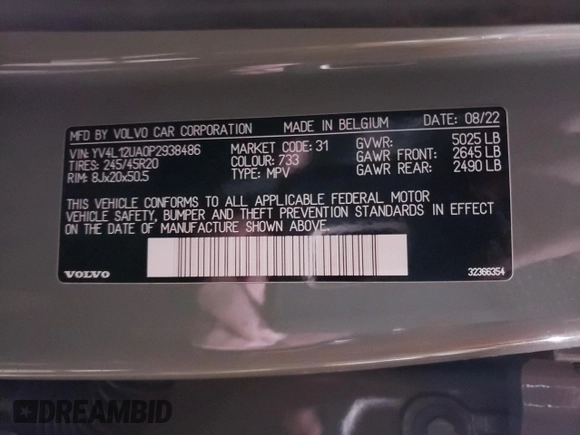 MFD BY VOLVO CAR CORPORATION MADE IN BELGIUM DATE: 08/22
VIN: YV4L12UA0P2938486 MARKET CODE: 31 GVWR: 5025 LB
TIRES: 245/45R20 COLOUR: 733 GAWR FRONT: 2645 LB
RIM: 8Jx20x50.5 TYPE: MPV GAWR REAR: 2490 LB
THIS VEHICLE CONFORMS TO ALL APPLICABLE FEDERAL MOTOR
VEHICLE SAFETY, BUMPER AND THEFT PREVENTION STANDARDS IN EFFECT
ON THE DATE OF MANUFACTURE SHOWN ABOVE.
VOLVO 32366354
DREAMBID